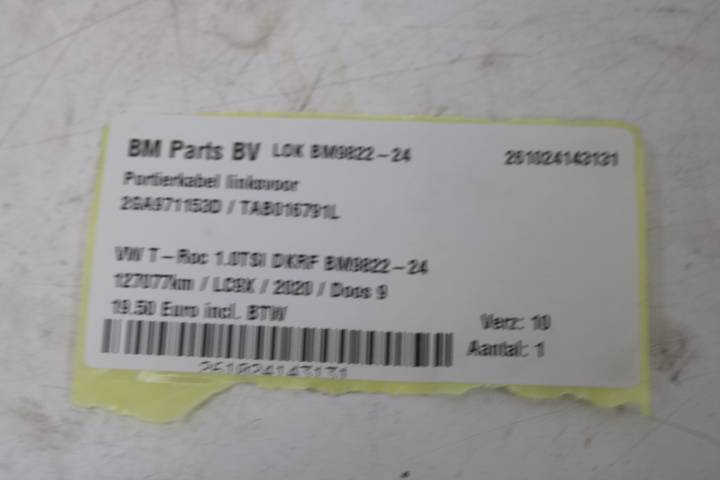 BM Parts BV LOK BM9822-24 261024143131
Portierkabel linksvoor
2GA971153D / TAB016791L
VW T-Roc 1.0TSI DKRF BM9822-24
127077km / LC9X / 2020 / Doos 9
19.50 Euro incl. BTW
Verz: 10
Aantal: 1
261024143131